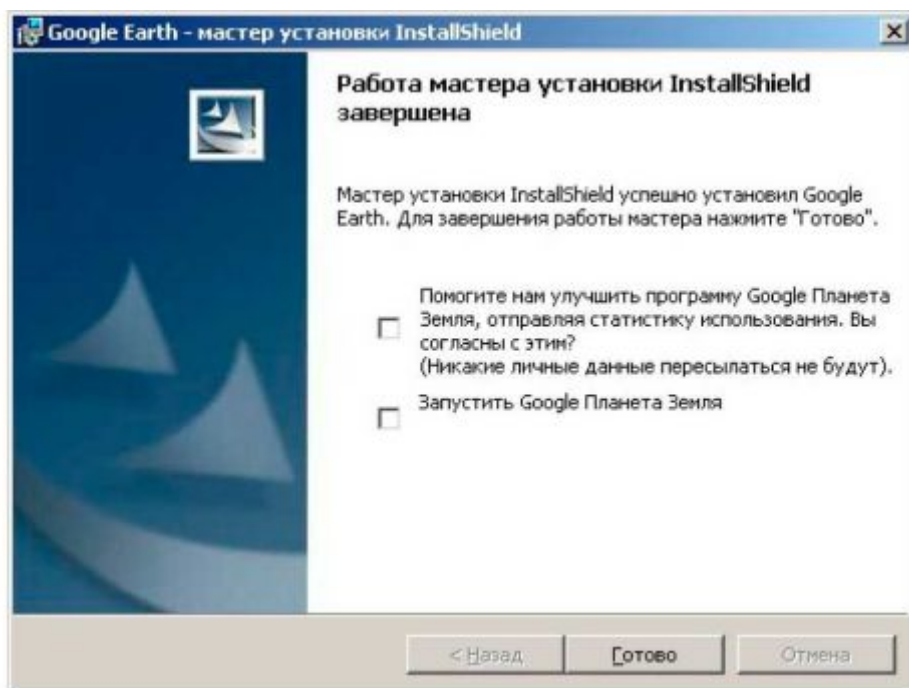 Google Earth - мастер установки InstallShield
Работа мастера установки InstallShield
завершена
Мастер установки InstallShield успешно установил Google
Earth. Для завершения работы мастера нажмите "Готово".
Помогите нам улучшить программу Google Планета
Земля, отправляя статистику использования. Вы
согласны с этим?
(Никакие личные данные пересылаться не будут).
Запустить Google Планета Земля
< Назад
Готово
Отмена